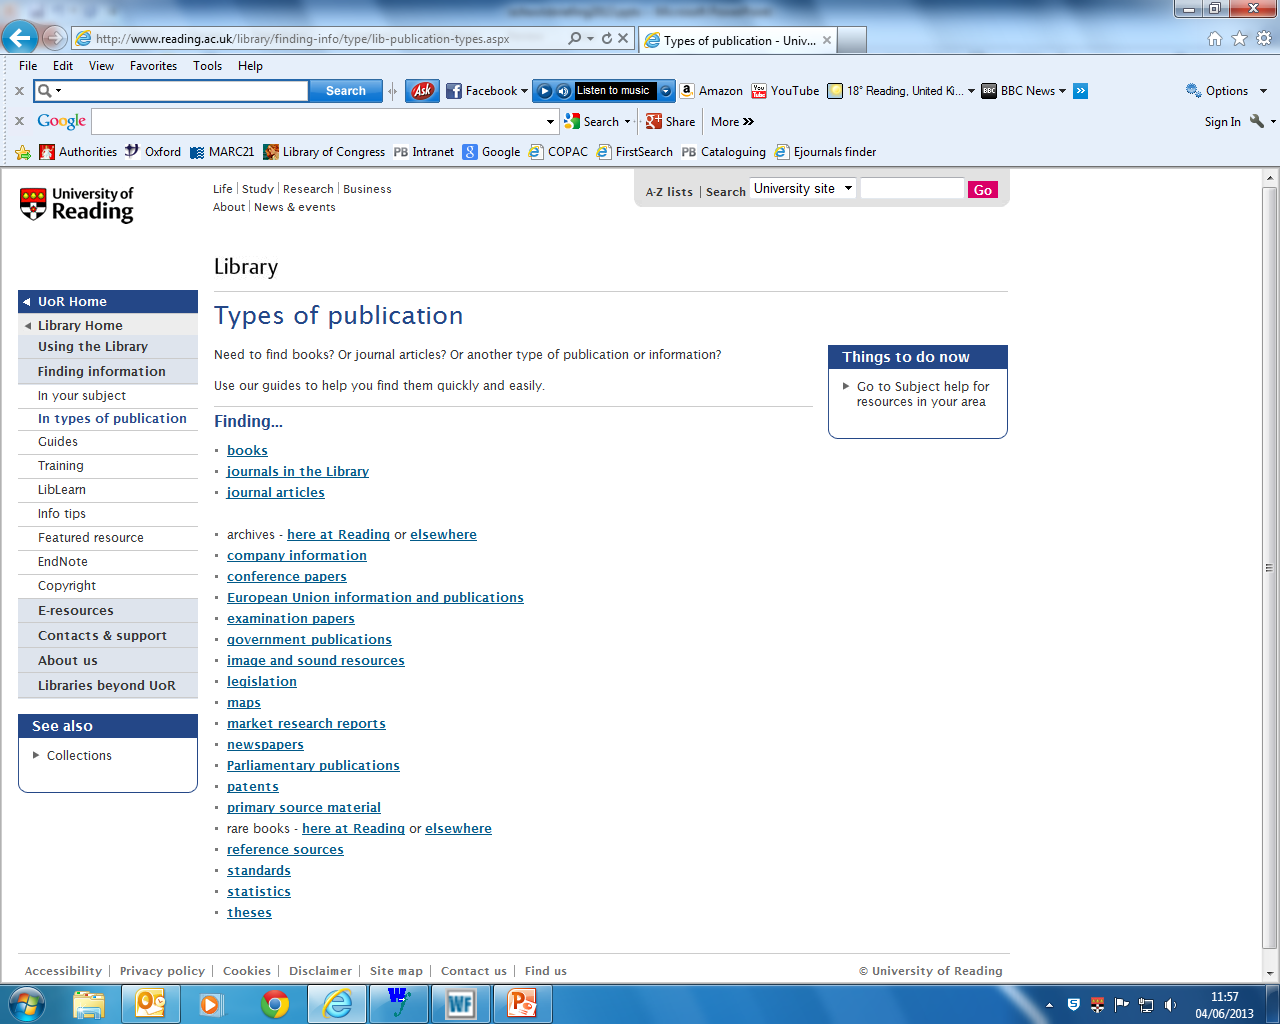 http://www.reading.ac.uk/library/finding-info/type/lib-publication-types.aspx
Types of publication - Univ...
File Edit View Favorites Tools Help
Search
Ask
Facebook
Listen to music
Amazon
YouTube
18° Reading, United Ki...
BBC News
Options
Google
Search
Share
More
Sign In
Authorities Oxford MARC21 Library of Congress PB Intranet Google COPAC FirstSearch PB Cataloguing Ejournals finder
University of Reading
Life | Study | Research | Business
About | News & events
A-Z lists | Search University site Go
Library
UoR Home
Library Home
Using the Library
Finding information
In your subject
In types of publication
Guides
Training
LibLearn
Info tips
Featured resource
EndNote
Copyright
E-resources
Contacts & support
About us
Libraries beyond UoR
See also
Collections
Types of publication
Need to find books? Or journal articles? Or another type of publication or information?
Use our guides to help you find them quickly and easily.
Finding...
books
journals in the Library
journal articles
archives - here at Reading or elsewhere
company information
conference papers
European Union information and publications
examination papers
government publications
image and sound resources
legislation
maps
market research reports
newspapers
Parliamentary publications
patents
primary source material
rare books - here at Reading or elsewhere
reference sources
standards
statistics
theses
Things to do now
Go to Subject help for
resources in your area
Accessibility | Privacy policy | Cookies | Disclaimer | Site map | Contact us | Find us
© University of Reading
11:57
04/06/2013